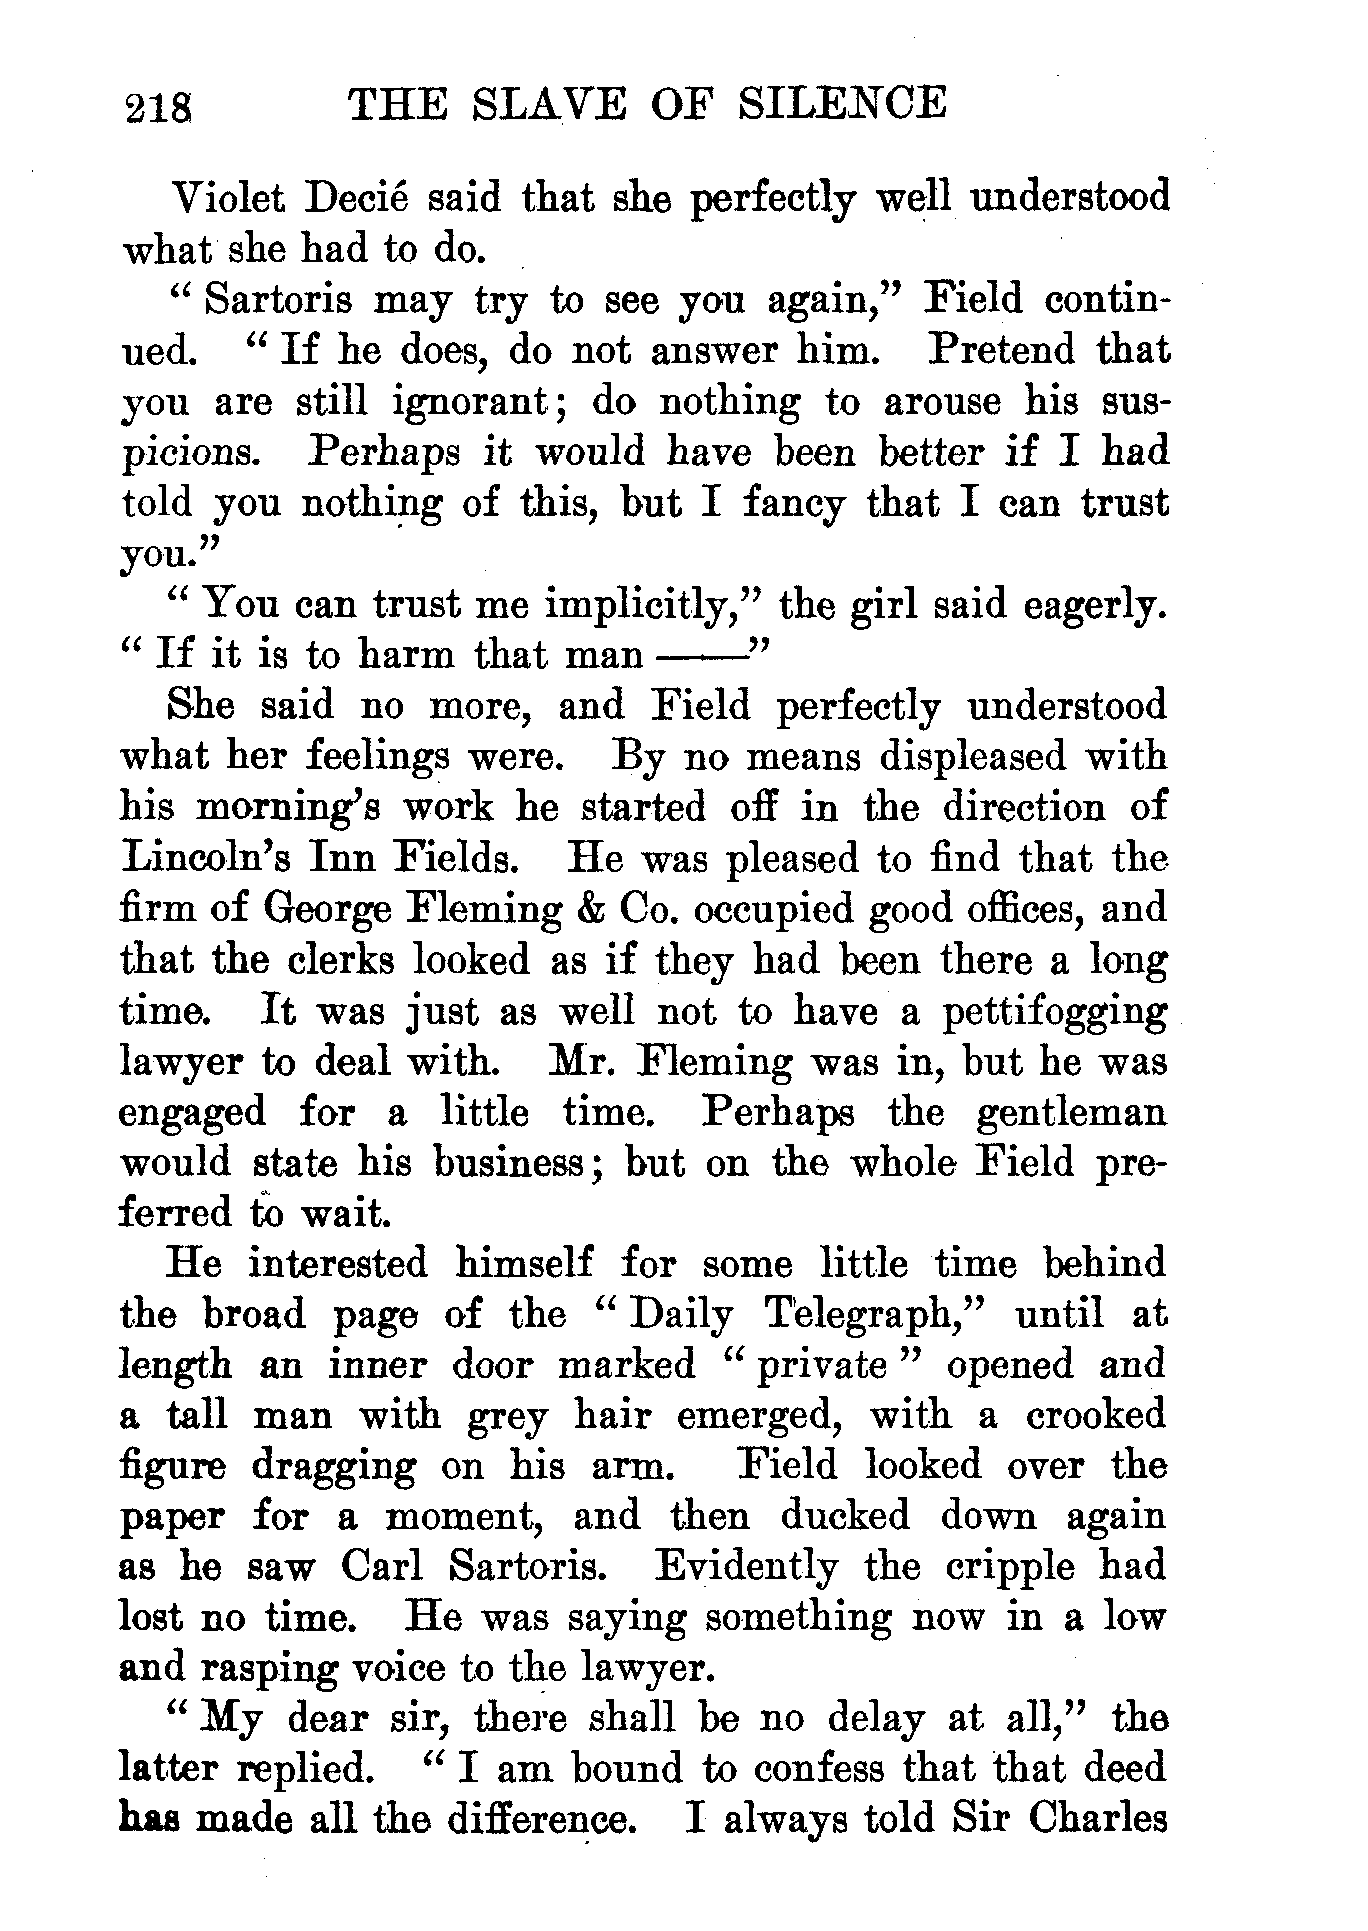 218 THE SLAVE OF SILENCE
Violet Decié said that she perfectly well understood
what she had to do.
“ Sartoris may try to see you again,” Field contin-
ued. “ If he does, do not answer him. Pretend that
you are still ignorant; do nothing to arouse his sus-
picions. Perhaps it would have been better if I had
told you nothing of this, but I fancy that I can trust
you.”
“ You can trust me implicitly,” the girl said eagerly.
“ If it is to harm that man ——”
She said no more, and Field perfectly understood
what her feelings were. By no means displeased with
his morning’s work he started off in the direction of
Lincoln’s Inn Fields. He was pleased to find that the
firm of George Fleming & Co. occupied good offices, and
that the clerks looked as if they had been there a long
time. It was just as well not to have a pettifogging
lawyer to deal with. Mr. Fleming was in, but he was
engaged for a little time. Perhaps the gentleman
would state his business; but on the whole Field pre-
ferred to wait.
He interested himself for some little time behind
the broad page of the “ Daily Telegraph,” until at
length an inner door marked “ private ” opened and
a tall man with grey hair emerged, with a crooked
figure dragging on his arm. Field looked over the
paper for a moment, and then ducked down again
as he saw Carl Sartoris. Evidently the cripple had
lost no time. He was saying something now in a low
and rasping voice to the lawyer.
“ My dear sir, there shall be no delay at all,” the
latter replied. “ I am bound to confess that that deed
has made all the difference. I always told Sir Charles